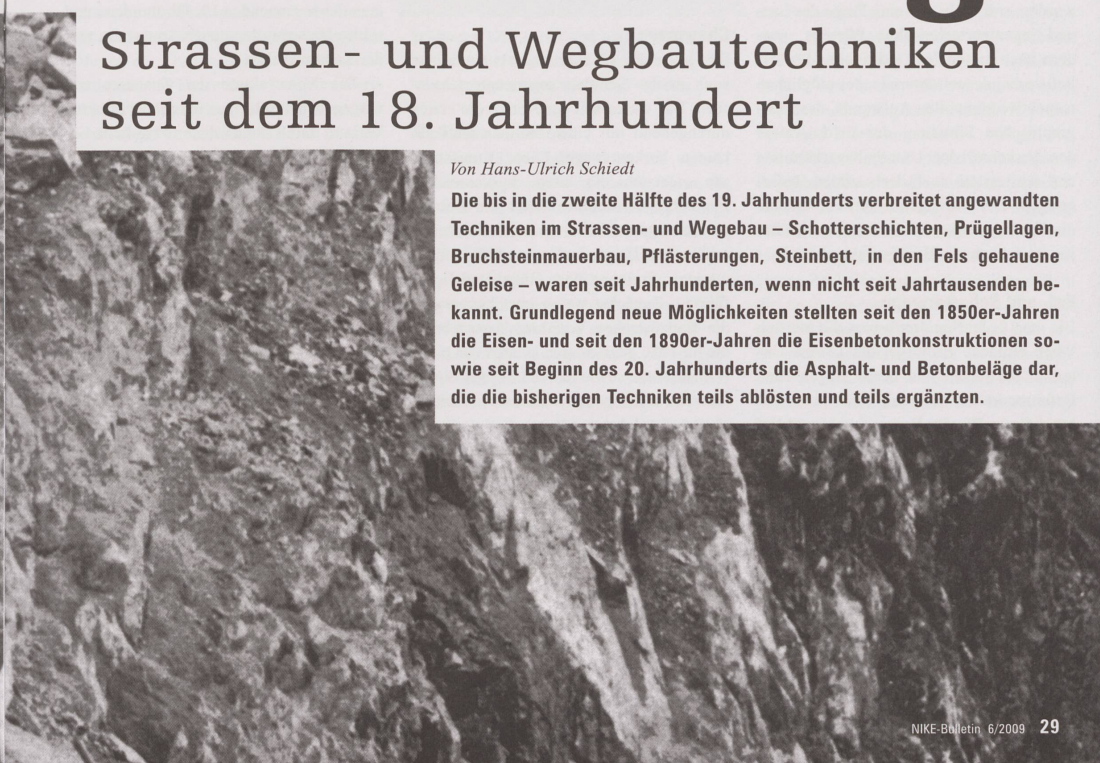 Strassen- und Wegbautechniken
seit dem 18. Jahrhundert
Von Hans-Ulrich Schiedt
Die bis in die zweite Hälfte des 19. Jahrhunderts verbreitet angewandten
Techniken im Strassen- und Wegebau – Schotterschichten, Prügellagen,
Bruchsteinmauerbau, Pflästerungen, Steinbett, in den Fels gehauene
Geleise – waren seit Jahrhunderten, wenn nicht seit Jahrtausenden be-
kannt. Grundlegend neue Möglichkeiten stellten seit den 1850er-Jahren
die Eisen- und seit den 1890er-Jahren die Eisenbetonkonstruktionen so-
wie seit Beginn des 20. Jahrhunderts die Asphalt- und Betonbeläge dar,
die die bisherigen Techniken teils ablösten und teils ergänzten.
NIKE-Bulletin 6/2009 29